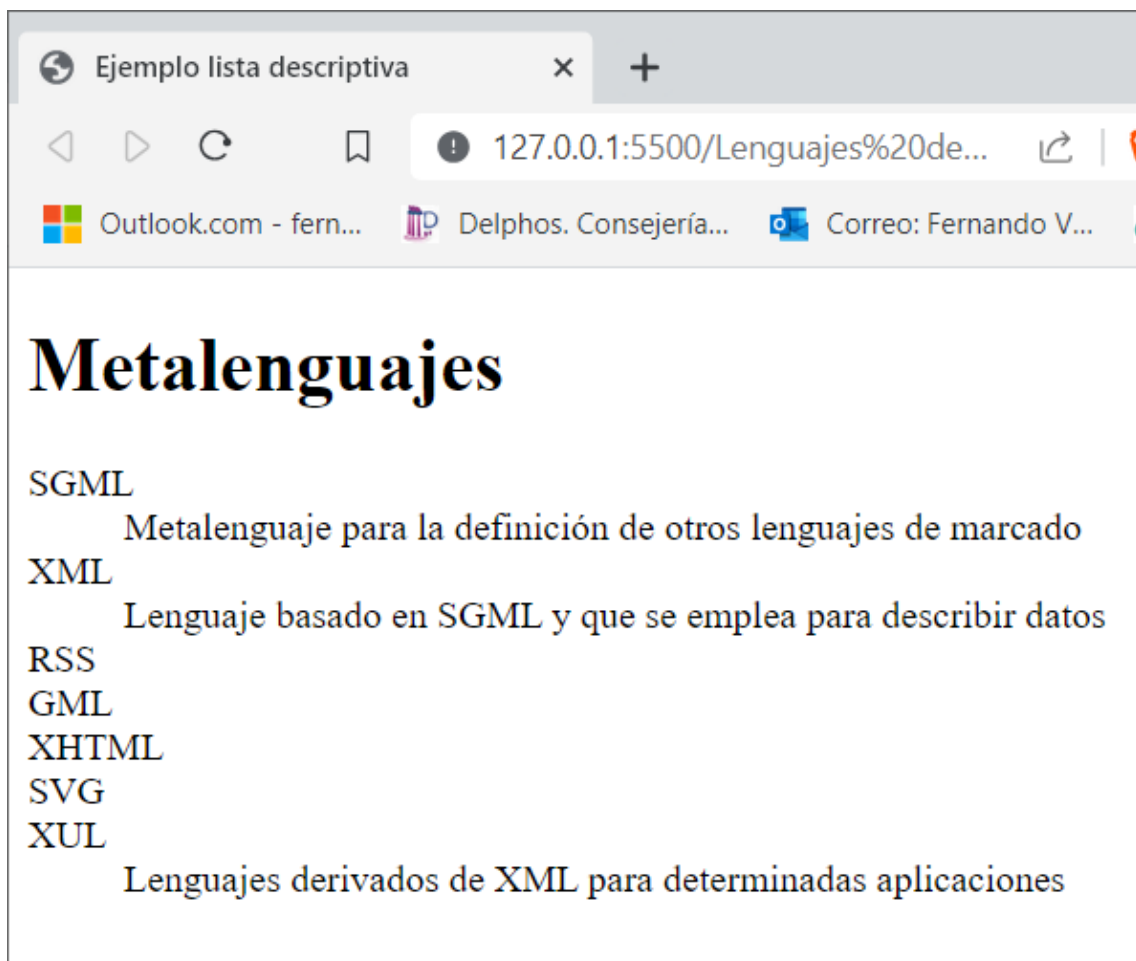 Ejemplo lista descriptiva
127.0.0.1:5500/Lenguajes%20de...
Outlook.com - fern... Delphos. Consejería... Correo: Fernando V...
Metalenguajes
SGML
Metalenguaje para la definición de otros lenguajes de marcado
XML
Lenguaje basado en SGML y que se emplea para describir datos
RSS
GML
XHTML
SVG
XUL
Lenguajes derivados de XML para determinadas aplicaciones